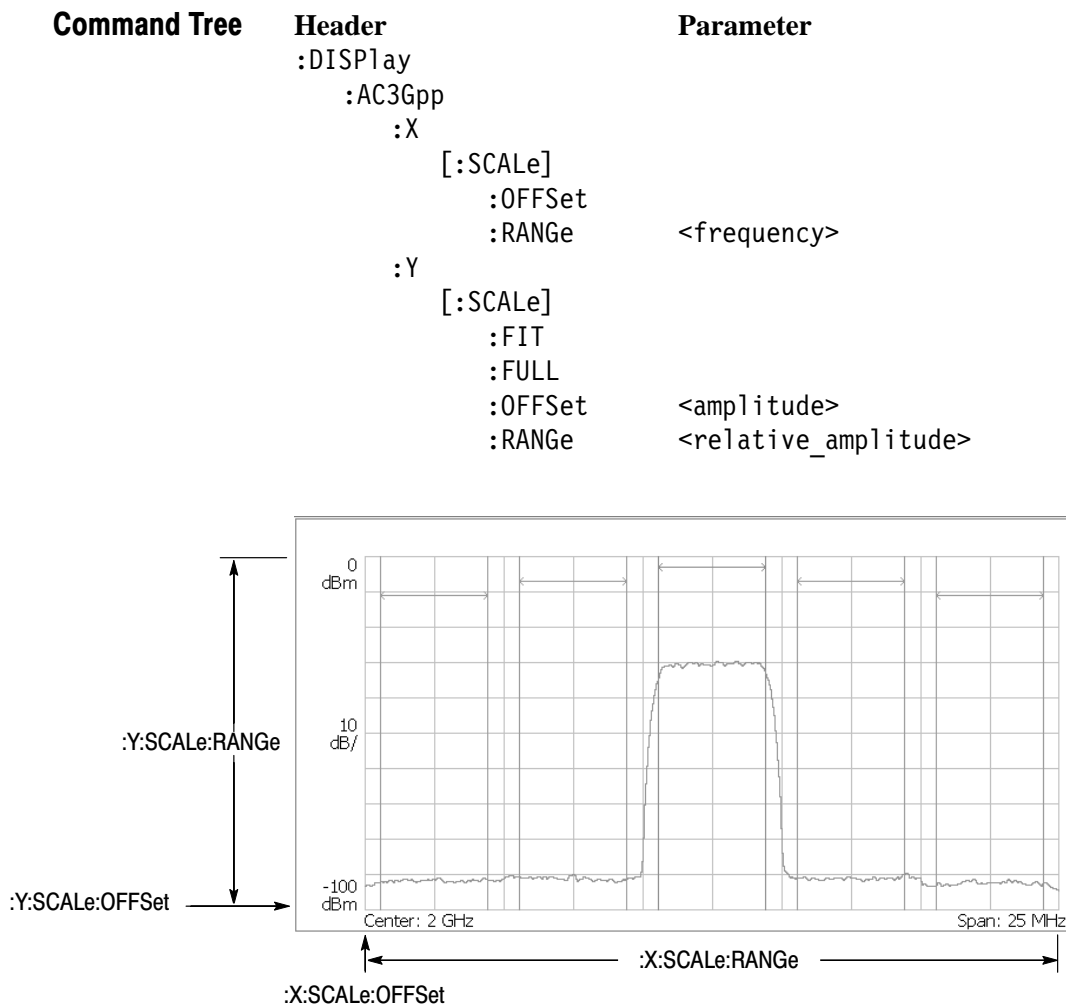 Command Tree Header Parameter
:DISPlay
:AC3Gpp
:X
[:SCALe]
:OFFSet
:RANGe <frequency>
:Y
[:SCALe]
:FIT
:FULL
:OFFSet <amplitude>
:RANGe <relative_amplitude>
0
dBm
10
dB/
:Y:SCALe:RANGe
-100
dBm
:Y:SCALe:OFFSet
Center: 2 GHz Span: 25 MHz
:X:SCALe:RANGe
:X:SCALe:OFFSet